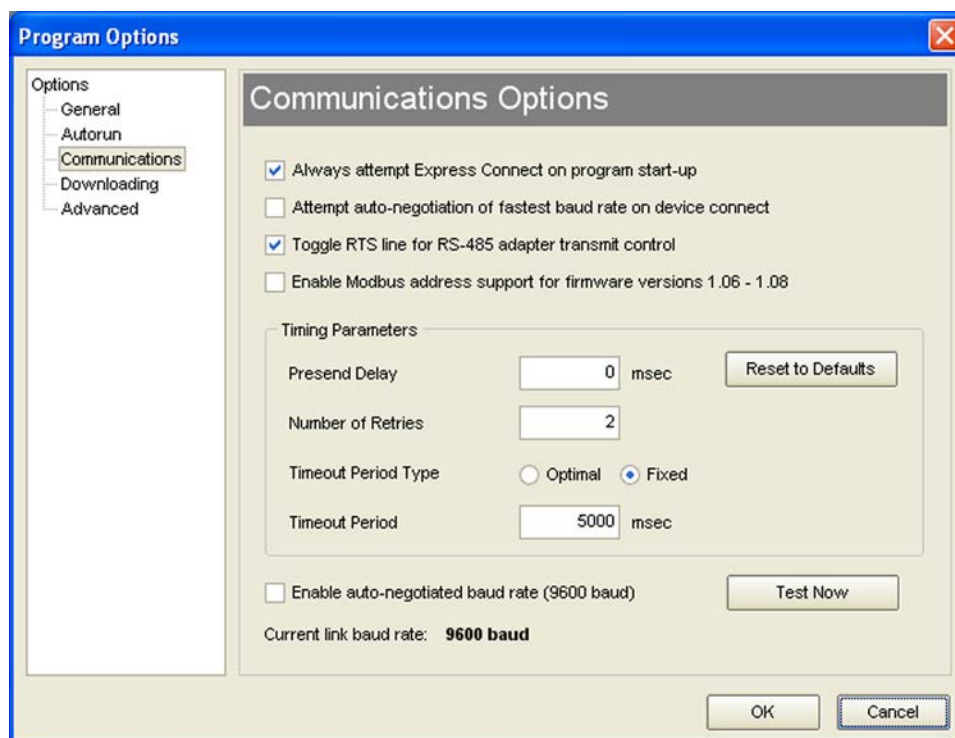 Program Options
Options
General
Autorun
Communications
Downloading
Advanced
Communications Options
Always attempt Express Connect on program start-up
Attempt auto-negotiation of fastest baud rate on device connect
Toggle RTS line for RS-485 adapter transmit control
Enable Modbus address support for firmware versions 1.06 - 1.08
Timing Parameters
Presend Delay 0 msec Reset to Defaults
Number of Retries 2
Timeout Period Type Optimal Fixed
Timeout Period 5000 msec
Enable auto-negotiated baud rate (9600 baud) Test Now
Current link baud rate: 9600 baud
OK Cancel